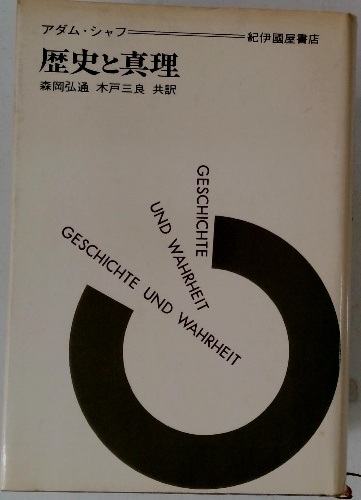 アダム・シャフ 紀伊國屋書店
歴史と真理
森岡弘通 木戸三良 共訳
GESCHICHTE
UND WAHRHEIT
GESCHICHTE UND WAHRHEIT